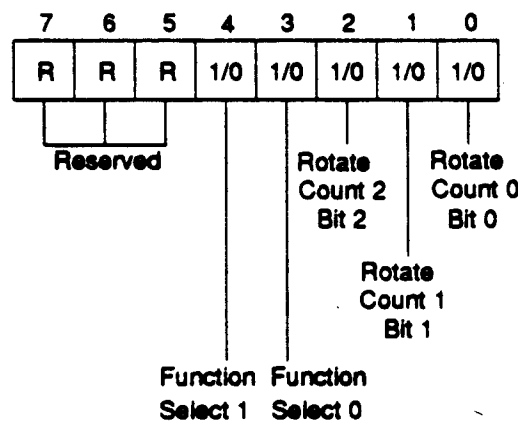 7 6 5 4 3 2 1 0
R R R 1/0 1/0 1/0 1/0 1/0
Reserved
Rotate
Count 2
Bit 2
Rotate
Count 0
Bit 0
Rotate
Count 1
Bit 1
Function
Select 1
Function
Select 0